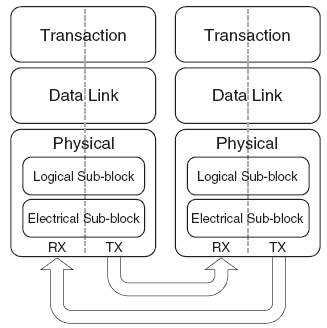 Transaction
Data Link
Physical
Logical Sub-block
Electrical Sub-block
RX TX
Transaction
Data Link
Physical
Logical Sub-block
Electrical Sub-block
RX TX